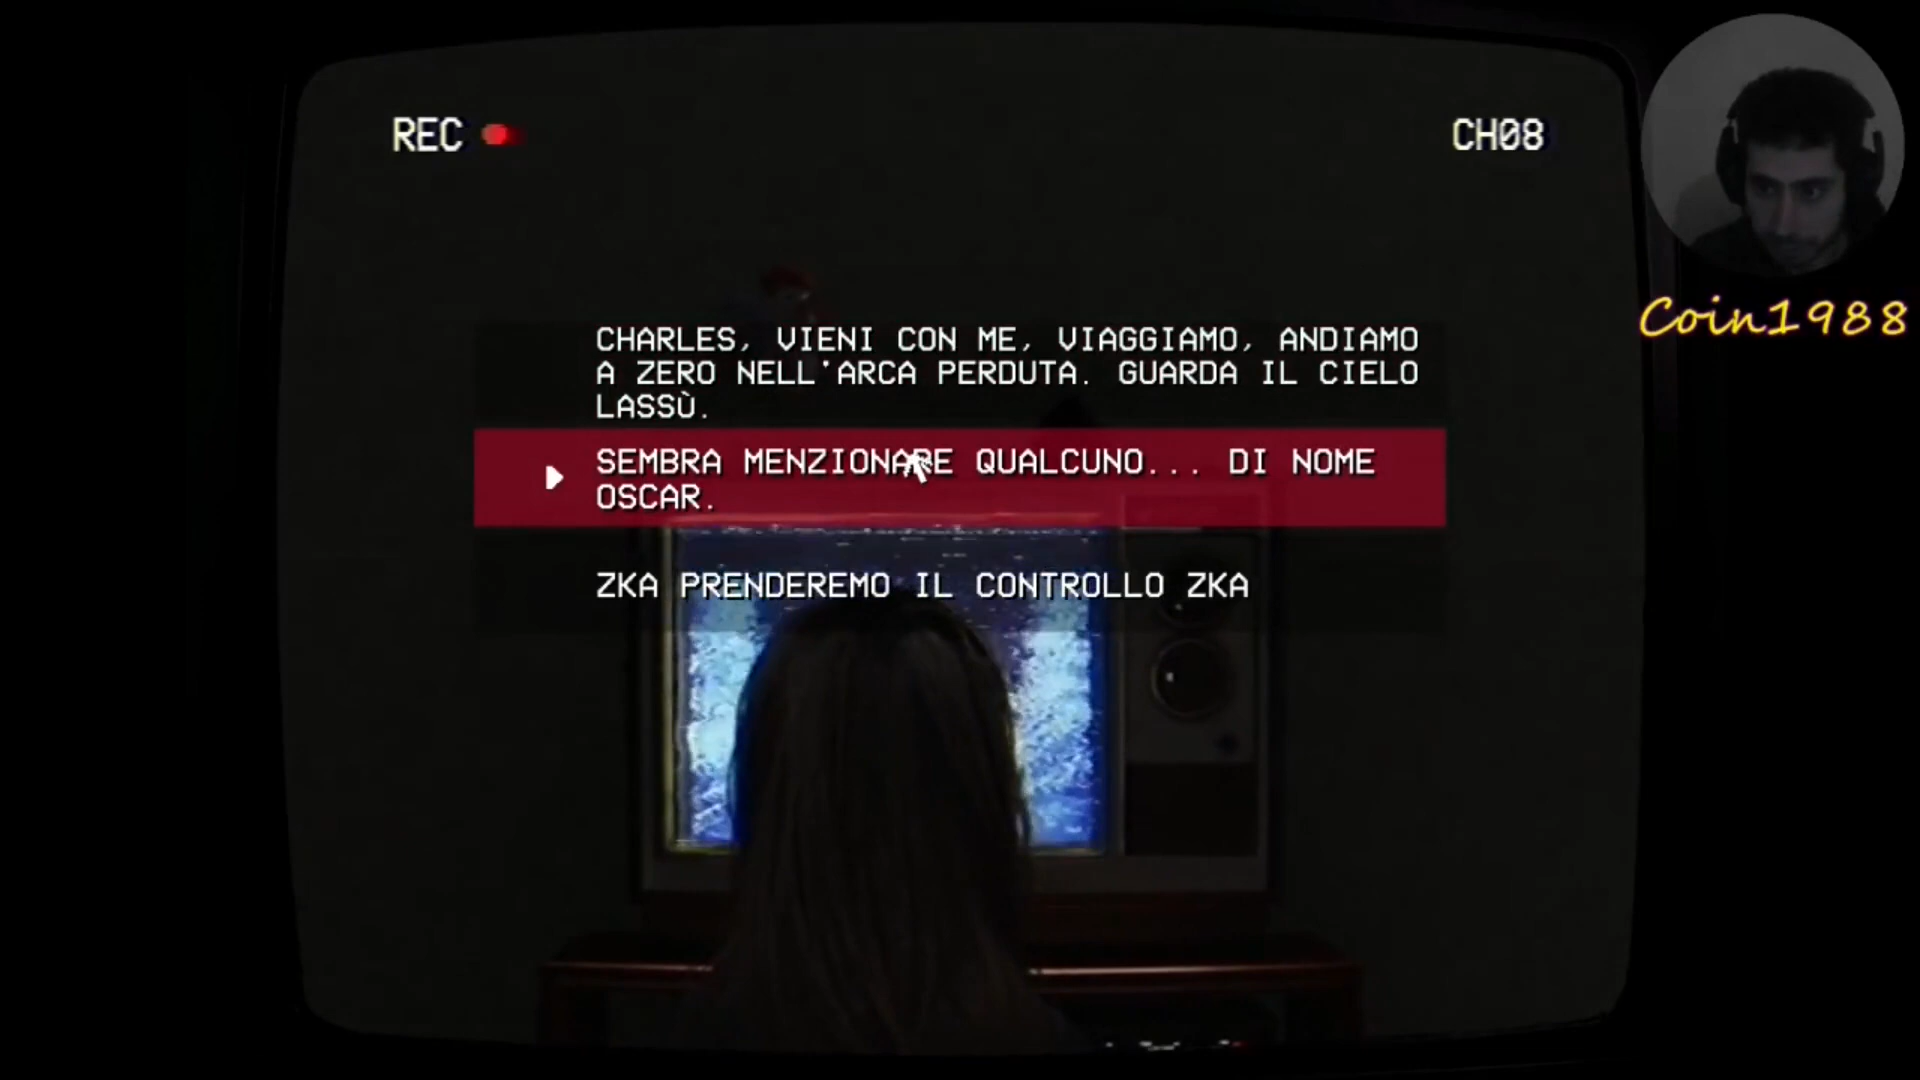 REC
CH08
Coin1988
CHARLES, VIENI CON ME, VIAGGIAMO, ANDIAMO
A ZERO NELL'ARCA PERDUTA. GUARDA IL CIELO
LASSÙ.
SEMBRA MENZIONARE QUALCUNO... DI NOME
OSCAR.
ZKA PRENDEREMO IL CONTROLLO ZKA